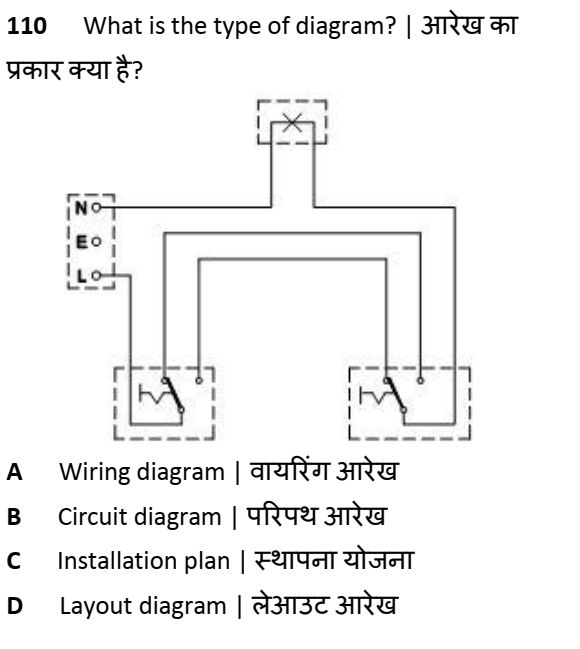 110 What is the type of diagram? | आरेख का
प्रकार क्या है?
N
E
L
A Wiring diagram | वायरिंग आरेख
B Circuit diagram | परिपथ आरेख
C Installation plan | स्थापना योजना
D Layout diagram | लेआउट आरेख